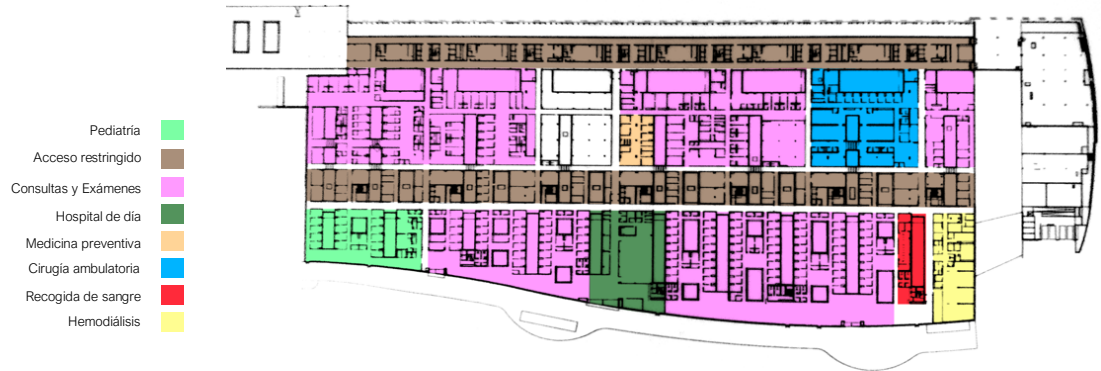 Pediatría
Acceso restringido
Consultas y Exámenes
Hospital de día
Medicina preventiva
Cirugía ambulatoria
Recogida de sangre
Hemodiálisis